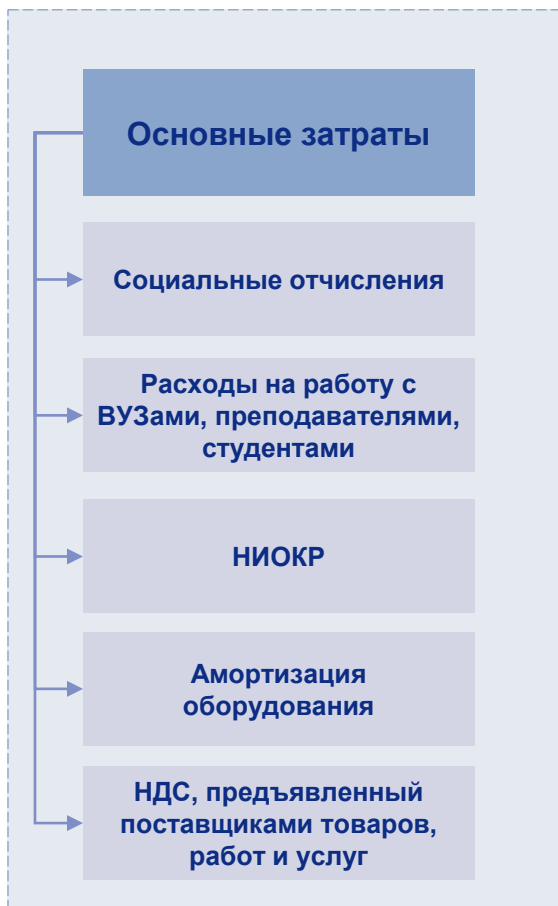 Основные затраты
Социальные отчисления
Расходы на работу с
ВУЗами, преподавателями,
студентами
НИОКР
Амортизация
оборудования
НДС, предъявленный
поставщиками товаров,
работ и услуг